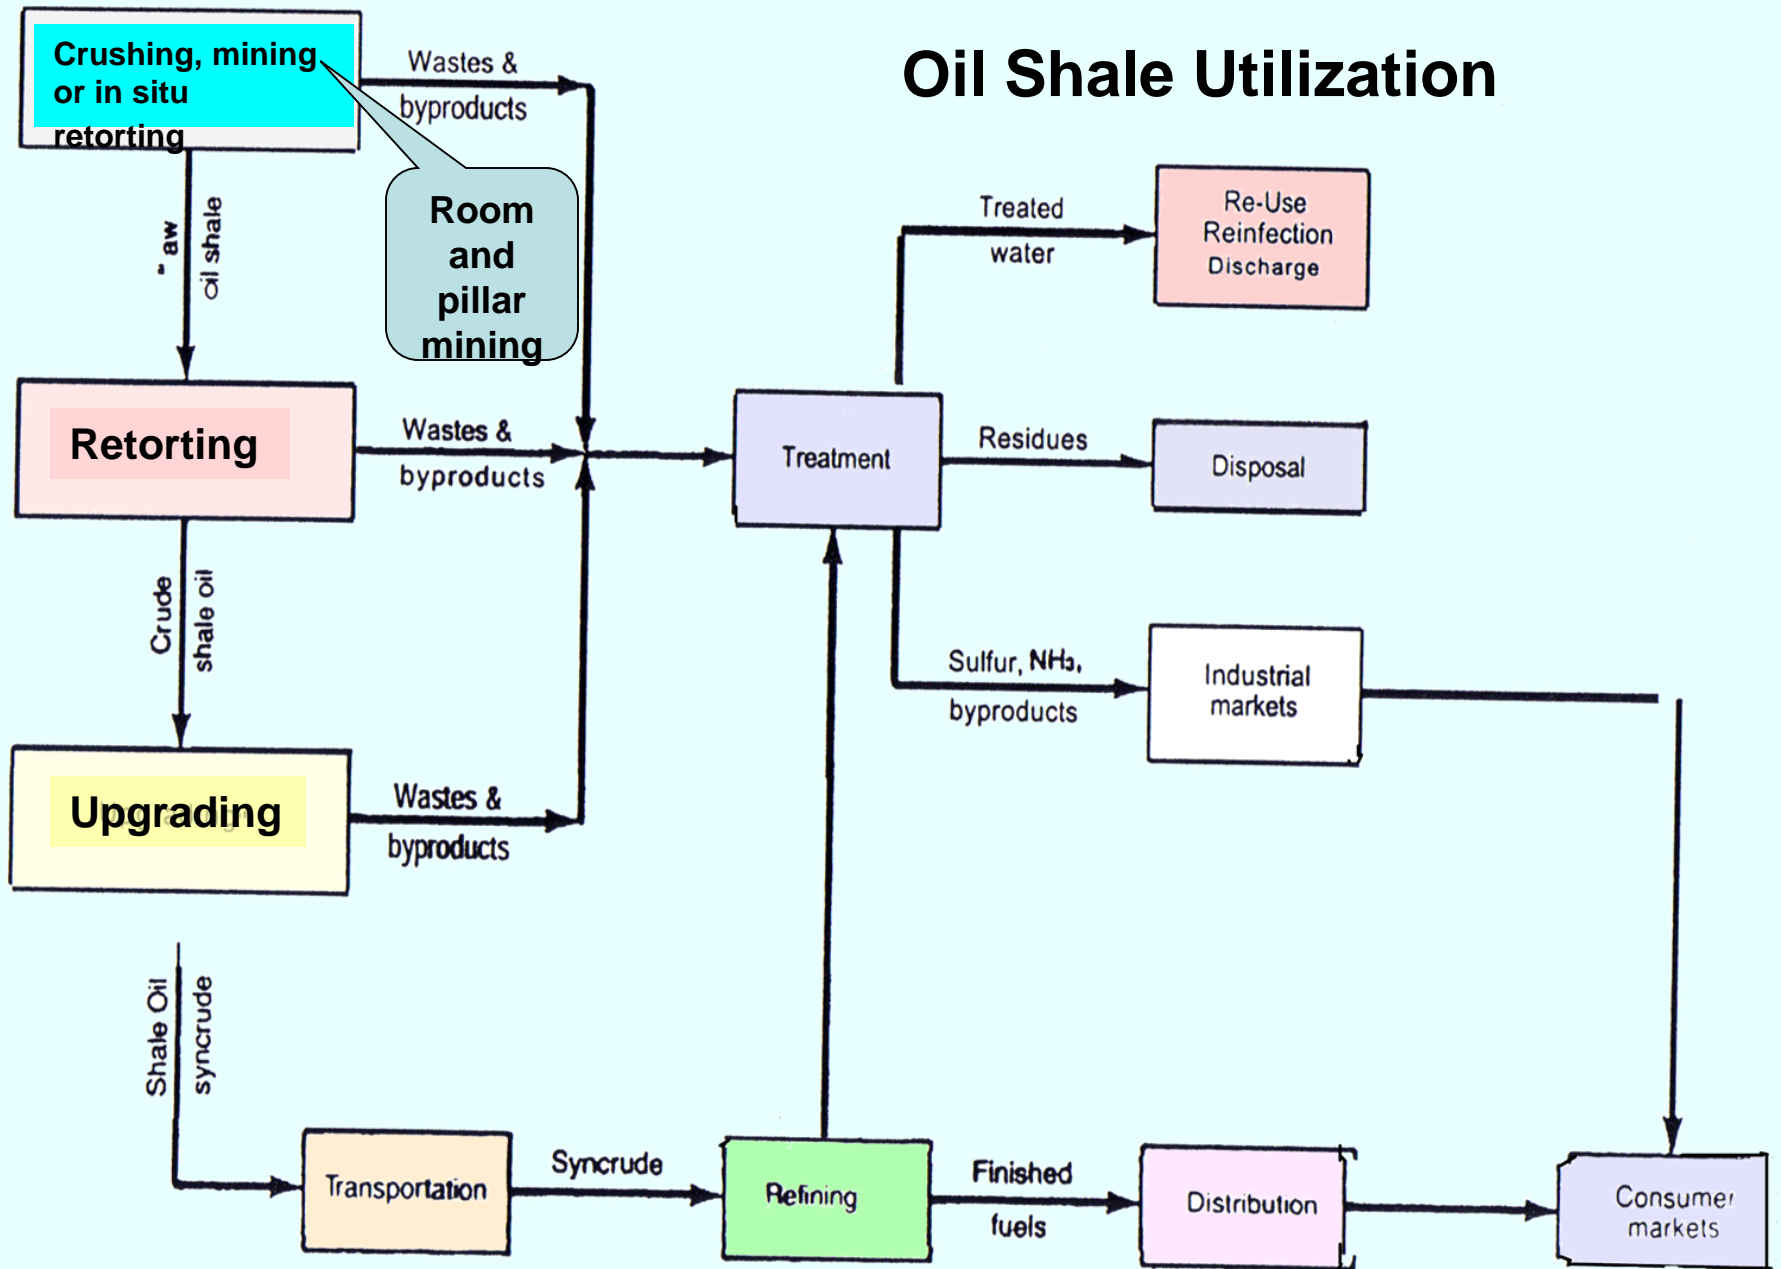 Oil Shale Utilization
Crushing, mining
or in situ
retorting
Wastes &
byproducts
Room
and
pillar
mining
aw
oil shale
Treated
water
Re-Use
Reinfection
Discharge
Retorting
Wastes &
byproducts
Treatment
Residues
Disposal
Crude
shale oil
Sulfur, NH₃,
byproducts
Industrial
markets
Upgrading
Wastes &
byproducts
Shale Oil
syncrude
Transportation
Syncrude
Refining
Finished
fuels
Distribution
Consumer
markets